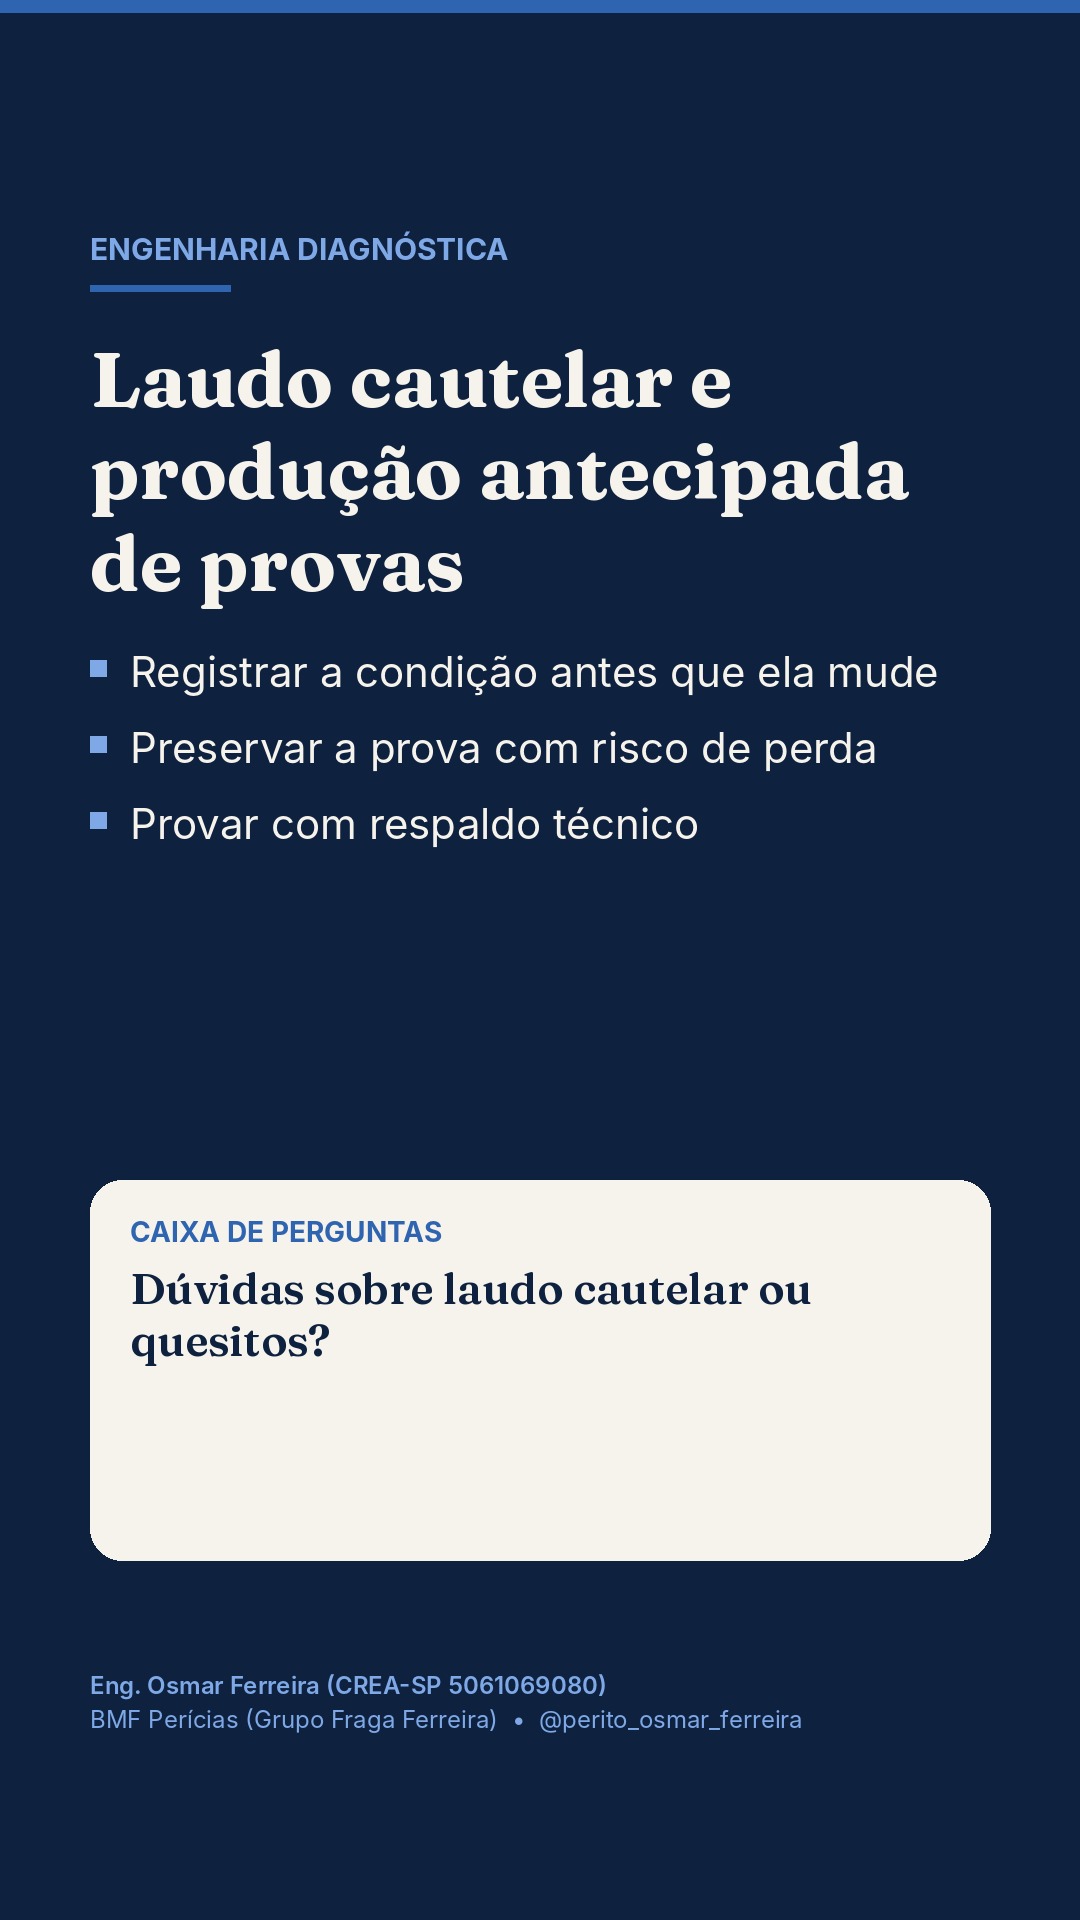 ENGENHARIA DIAGNÓSTICA
Laudo cautelar e
produção antecipada
de provas
Registrar a condição antes que ela mude
Preservar a prova com risco de perda
Provar com respaldo técnico
CAIXA DE PERGUNTAS
Dúvidas sobre laudo cautelar ou
quesitos?
Eng. Osmar Ferreira (CREA-SP 5061069080)
BMF Perícias (Grupo Fraga Ferreira) • @perito_osmar_ferreira